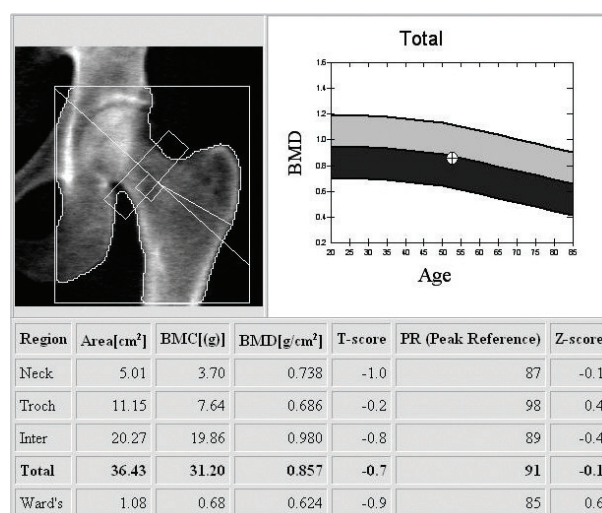 Total
BMD
1.6
1.4
1.2
1.0
0.8
0.6
0.4
0.2
20 25 30 35 40 45 50 55 60 65 70 75 80 85
Age
Region Area[cm²] BMC[(g)] BMD[g/cm²] T-score PR (Peak Reference) Z-score
Neck 5.01 3.70 0.738 -1.0 87 -0.1
Troch 11.15 7.64 0.686 -0.2 98 0.4
Inter 20.27 19.86 0.980 -0.8 89 -0.4
Total 36.43 31.20 0.857 -0.7 91 -0.1
Ward's 1.08 0.68 0.624 -0.9 85 0.6